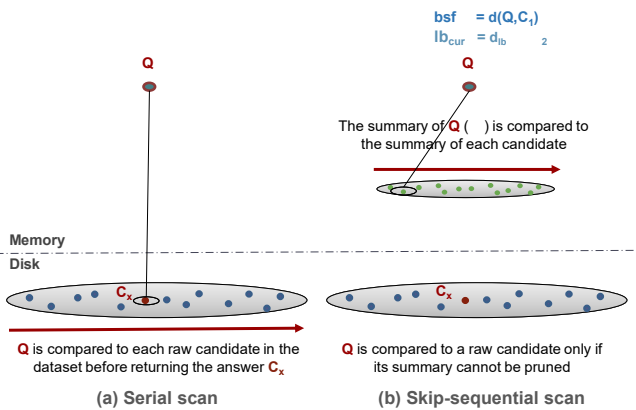 bsf = d(Q,C₁)
lb_cur = d_lb 2
Q
Q
The summary of Q ( ) is compared to
the summary of each candidate
Memory
Disk
Cₓ
Cₓ
Q is compared to each raw candidate in the
dataset before returning the answer Cₓ
Q is compared to a raw candidate only if
its summary cannot be pruned
(a) Serial scan
(b) Skip-sequential scan